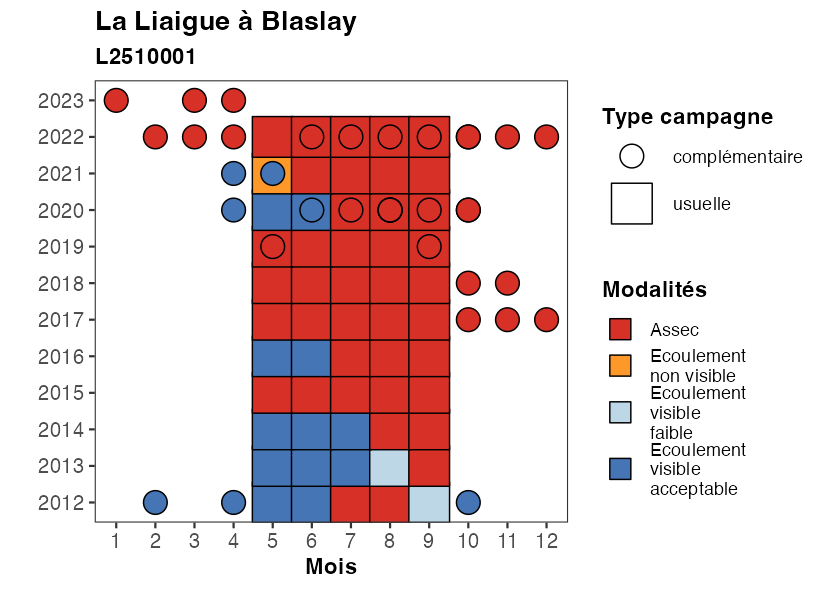 La Liaigue à Blaslay
L2510001
2023
2022
2021
2020
2019
2018
2017
2016
2015
2014
2013
2012
1 2 3 4 5 6 7 8 9 10 11 12
Mois
Type campagne
complémentaire
usuelle
Modalités
Assec
Ecoulement
non visible
Ecoulement
visible
faible
Ecoulement
visible
acceptable